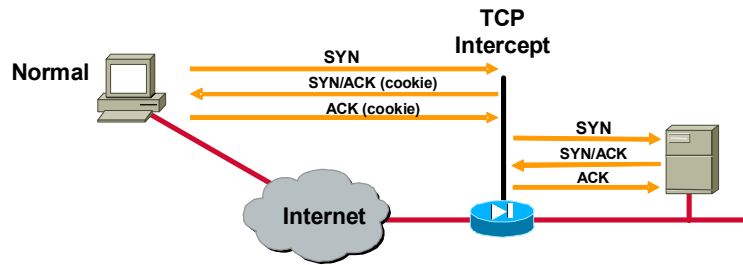 TCP
Intercept
Normal
SYN
SYN/ACK (cookie)
ACK (cookie)
SYN
SYN/ACK
ACK
Internet